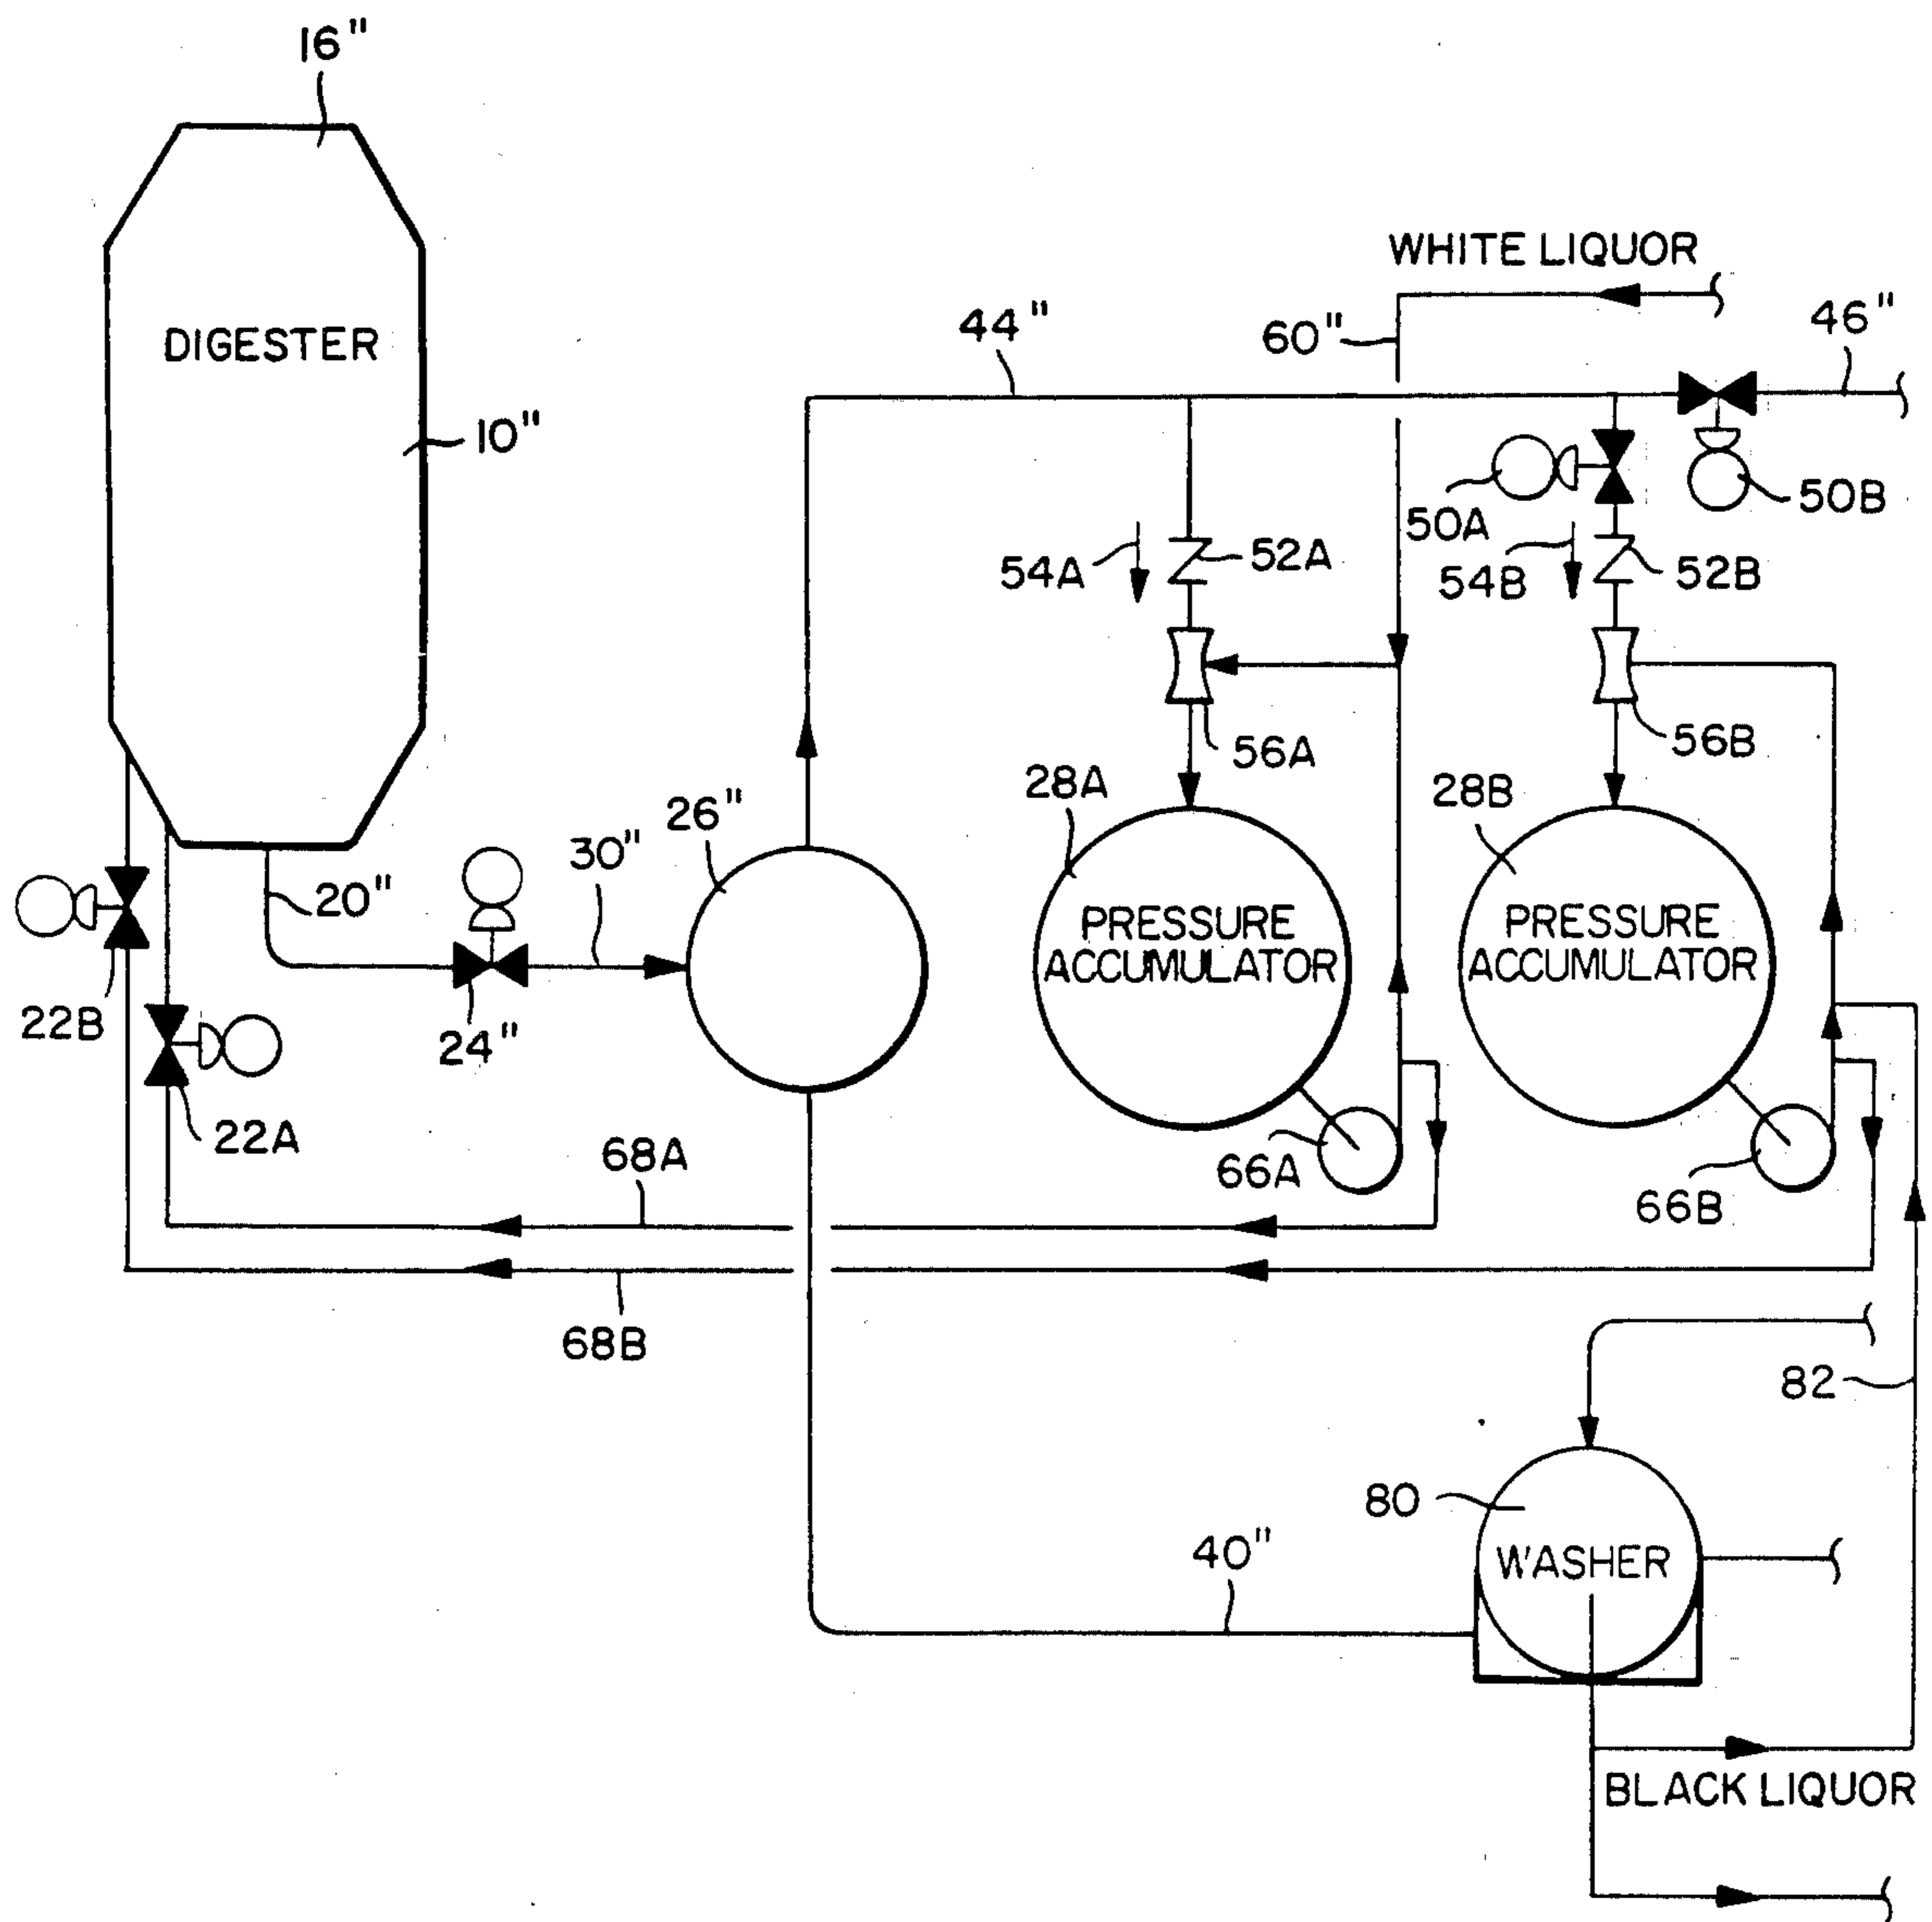 16"
WHITE LIQUOR
DIGESTER
44"
60"
46"
10"
50A
50B
54A
52A
54B
52B
56A
56B
28A
28B
26"
30"
20"
PRESSURE
ACCUMULATOR
PRESSURE
ACCUMULATOR
22B
24"
22A
68A
66A
66B
68B
82
80
40"
WASHER
BLACK LIQUOR